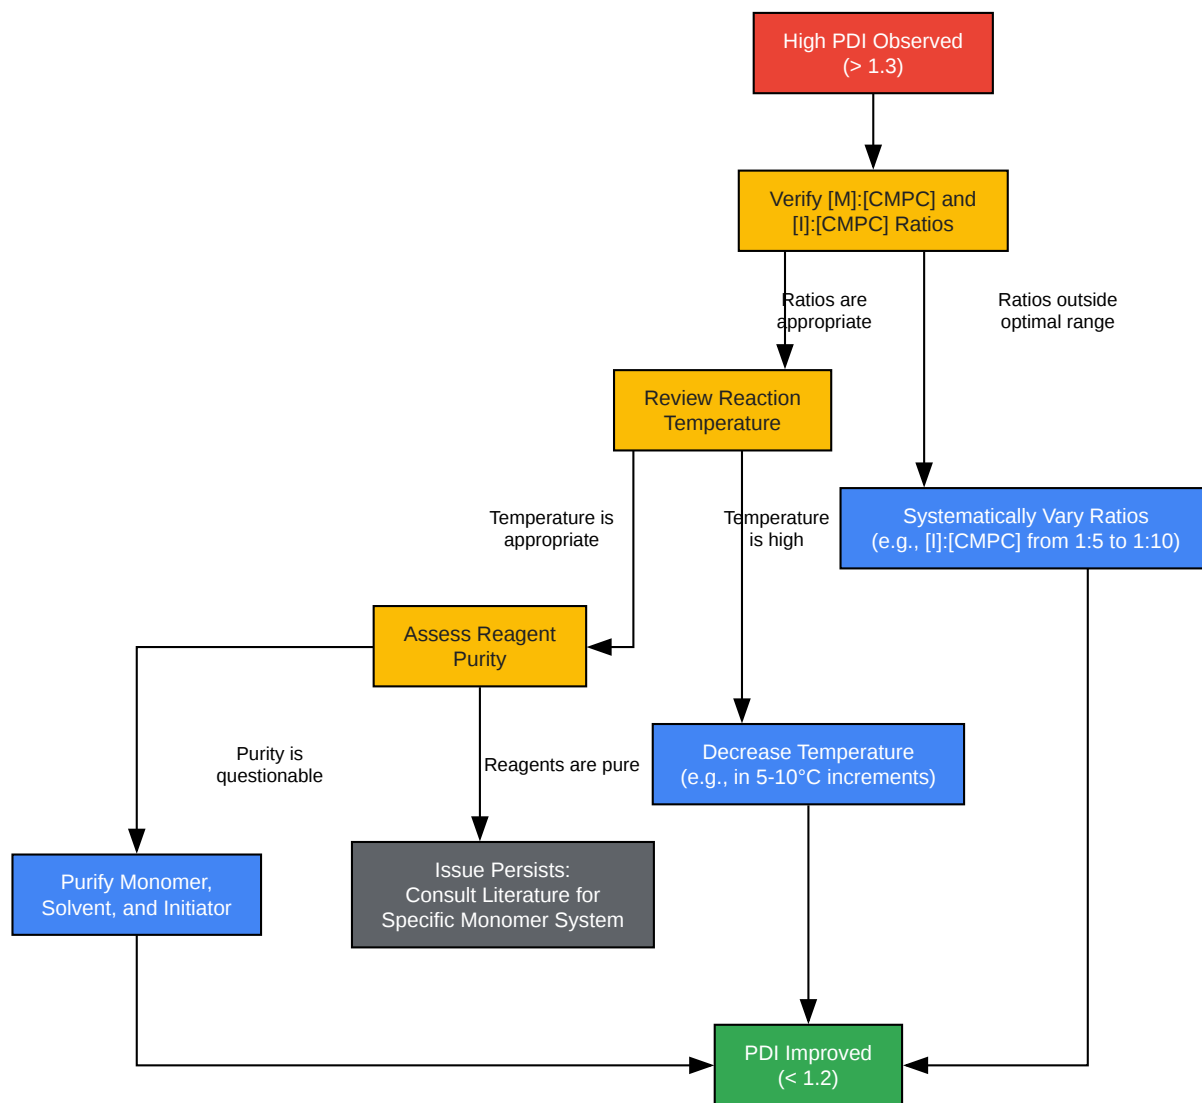 High PDI Observed
(> 1.3)
Verify [M]:[CMPC] and
[I]:[CMPC] Ratios
Ratios are
appropriate
Ratios outside
optimal range
Review Reaction
Temperature
Temperature is
appropriate
Temperature
is high
Systematically Vary Ratios
(e.g., [I]:[CMPC] from 1:5 to 1:10)
Assess Reagent
Purity
Purity is
questionable
Reagents are pure
Decrease Temperature
(e.g., in 5-10°C increments)
Purify Monomer,
Solvent, and Initiator
Issue Persists:
Consult Literature for
Specific Monomer System
PDI Improved
(< 1.2)